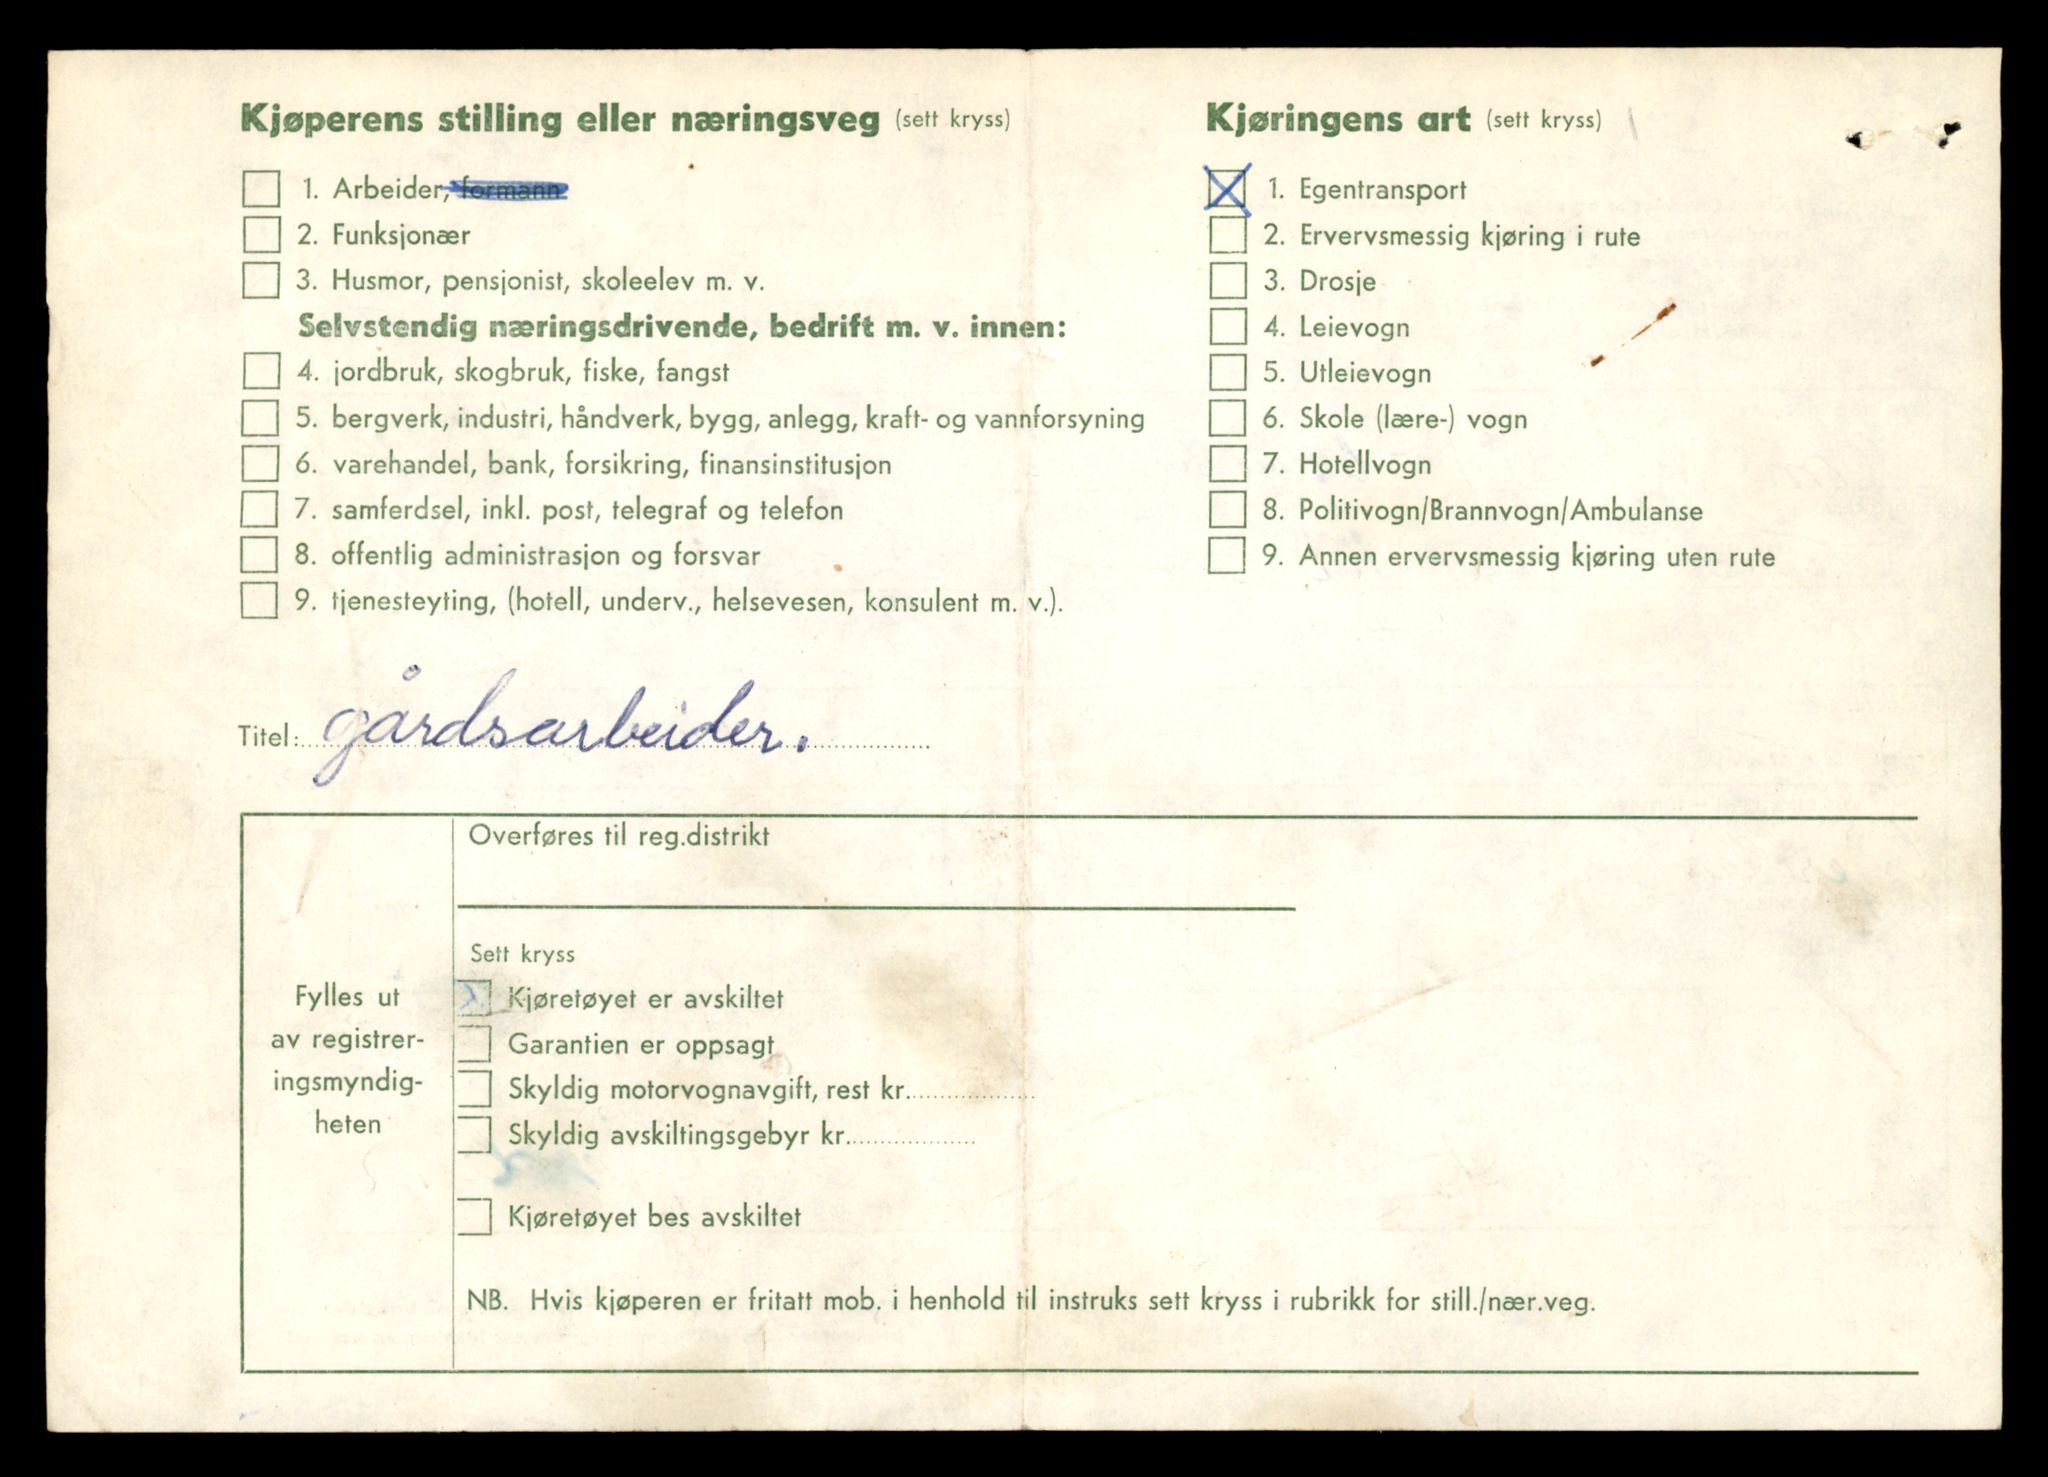 Kjøperens stilling eller næringsveg (sett kryss)
1. Arbeider, formann
2. Funksjonær
3. Husmor, pensjonist, skoleelev m. v.
Selvstendig næringsdrivende, bedrift m. v. innen:
4. jordbruk, skogbruk, fiske, fangst
5. bergverk, industri, håndverk, bygg, anlegg, kraft- og vannforsyning
6. varehandel, bank, forsikring, finansinstitusjon
7. samferdsel, inkl. post, telegraf og telefon
8. offentlig administrasjon og forsvar
9. tjenesteyting, (hotell, underv., helsevesen, konsulent m. v.).
Kjøringens art (sett kryss)
1. Egentransport
2. Ervervsmessig kjøring i rute
3. Drosje
4. Leievogn
5. Utleievogn
6. Skole (lære-) vogn
7. Hotellvogn
8. Politivogn/Brannvogn/Ambulanse
9. Annen ervervsmessig kjøring uten rute
Titel: gårdsarbeider.
Fylles ut
av registrer-
ingsmyndig-
heten
Overføres til reg.distrikt
Sett kryss
Kjøretøyet er avskiltet
Garantien er oppsagt
Skyldig motorvognavgift, rest kr.
Skyldig avskiltingsgebyr kr.
Kjøretøyet bes avskiltet
NB. Hvis kjøperen er fritatt mob. i henhold til instruks sett kryss i rubrikk for still./nær.veg.